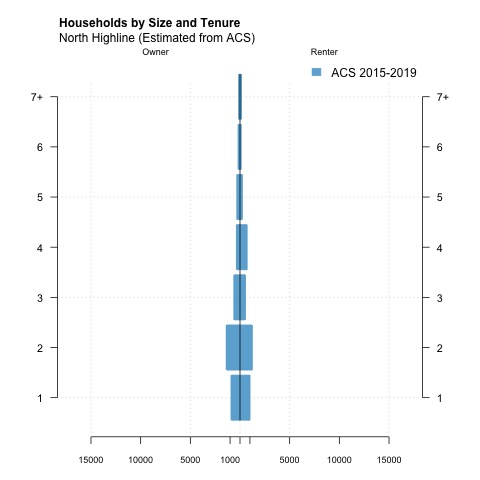 Households by Size and Tenure
North Highline (Estimated from ACS)
Owner Renter
ACS 2015-2019
7+ 7+
6 6
5 5
4 4
3 3
2 2
1 1
15000 10000 5000 1000 5000 10000 15000